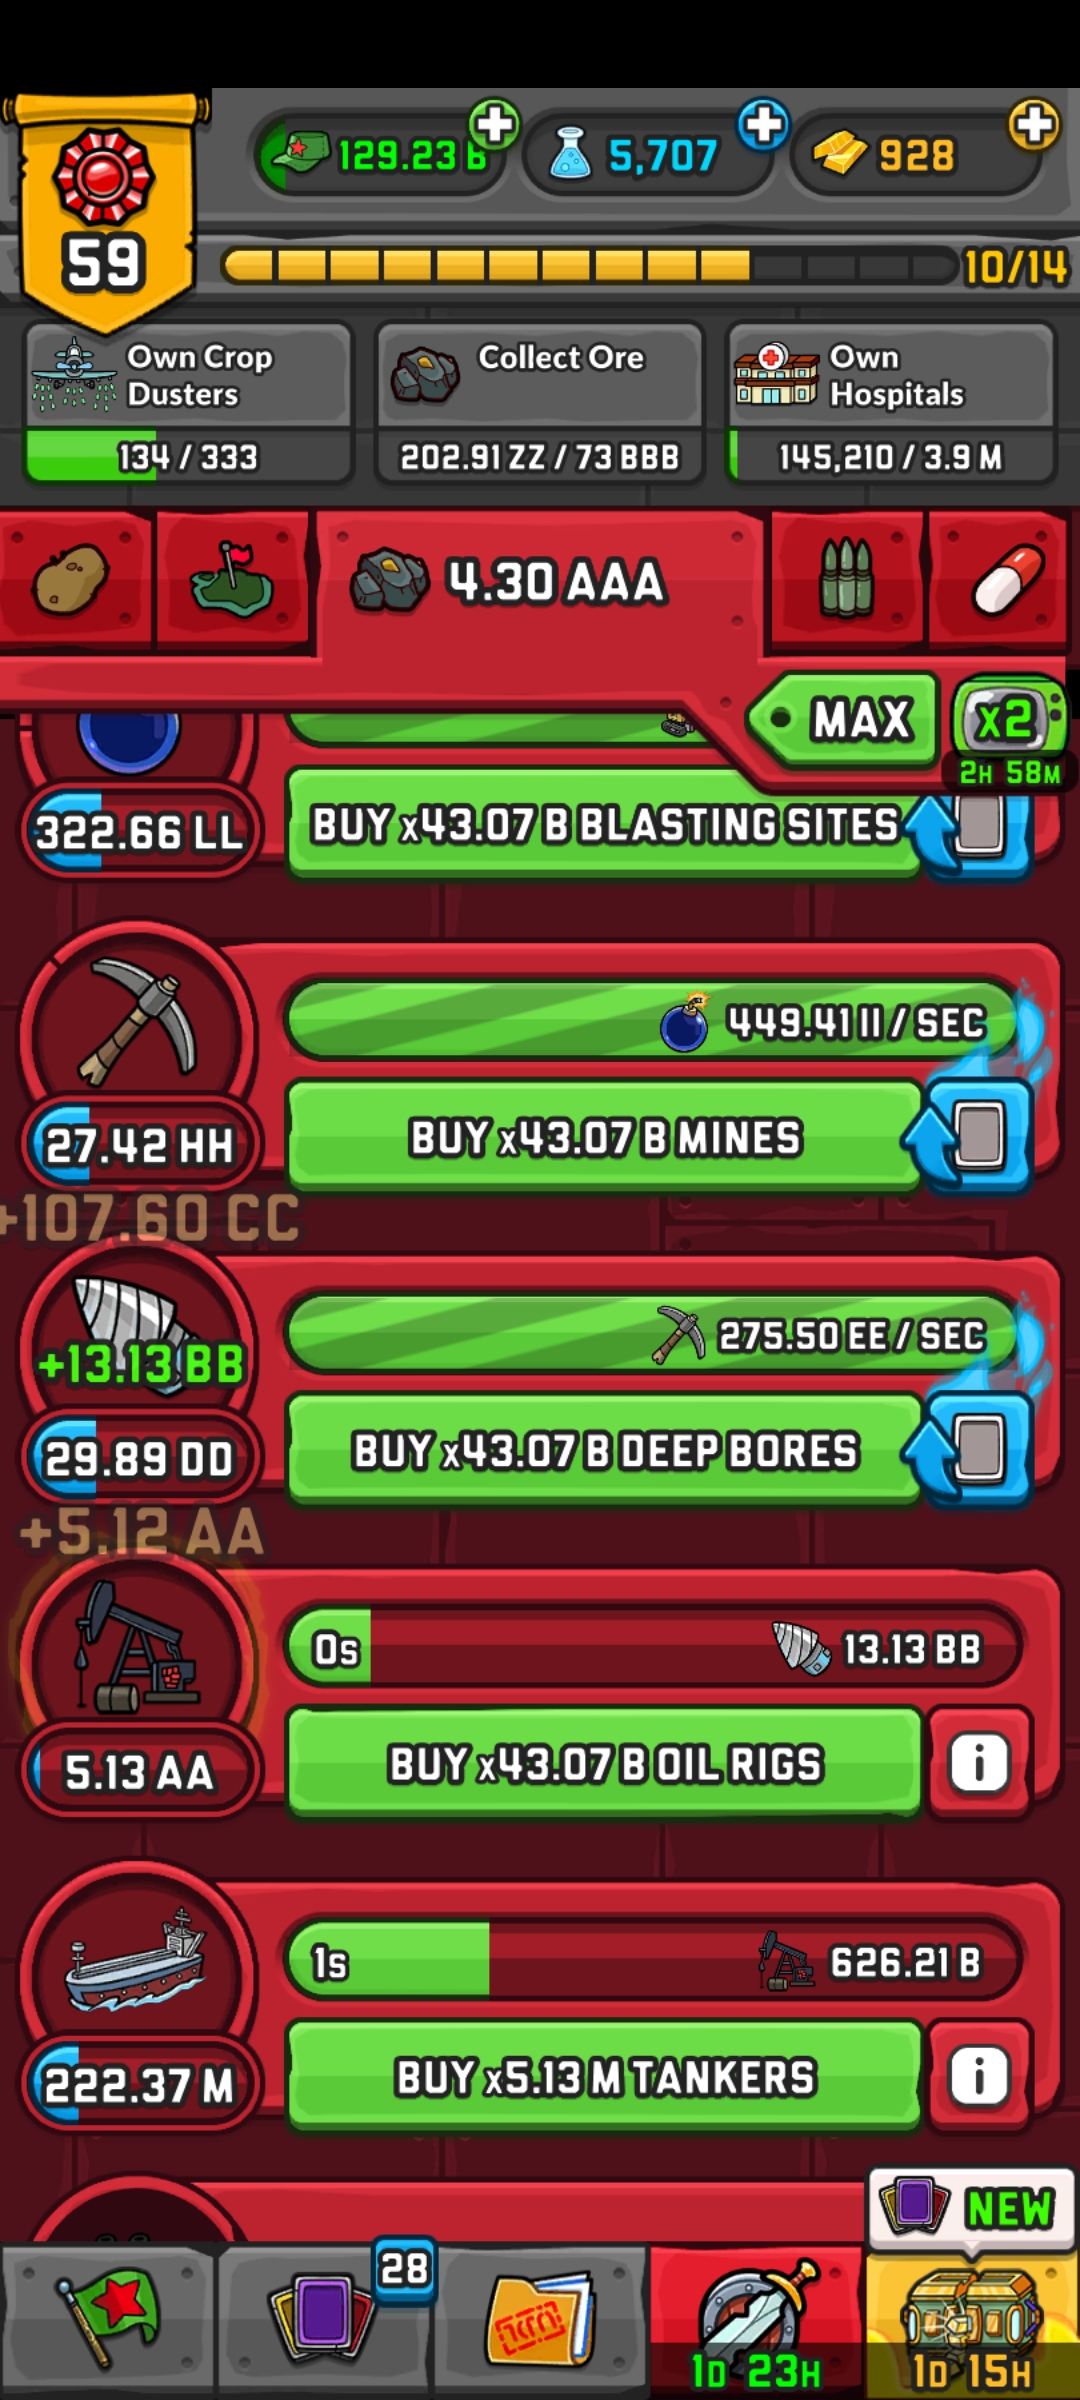 129.23 B
5,707
928
59
10/14
Own Crop
Dusters
134 / 333
Collect Ore
202.91 ZZ / 73 BBB
Own
Hospitals
145,210 / 3.9 M
4.30 AAA
MAX
x2
2H 58M
322.66 LL
BUY x43.07 B BLASTING SITES
449.41 II / SEC
27.42 HH
BUY x43.07 B MINES
+107.60 CC
275.50 EE / SEC
+13.13 BB
29.89 DD
BUY x43.07 B DEEP BORES
+5.12 AA
0s
13.13 BB
5.13 AA
BUY x43.07 B OIL RIGS
i
1s
626.21 B
222.37 M
BUY x5.13 M TANKERS
i
NEW
28
1D 23H
1D 15H